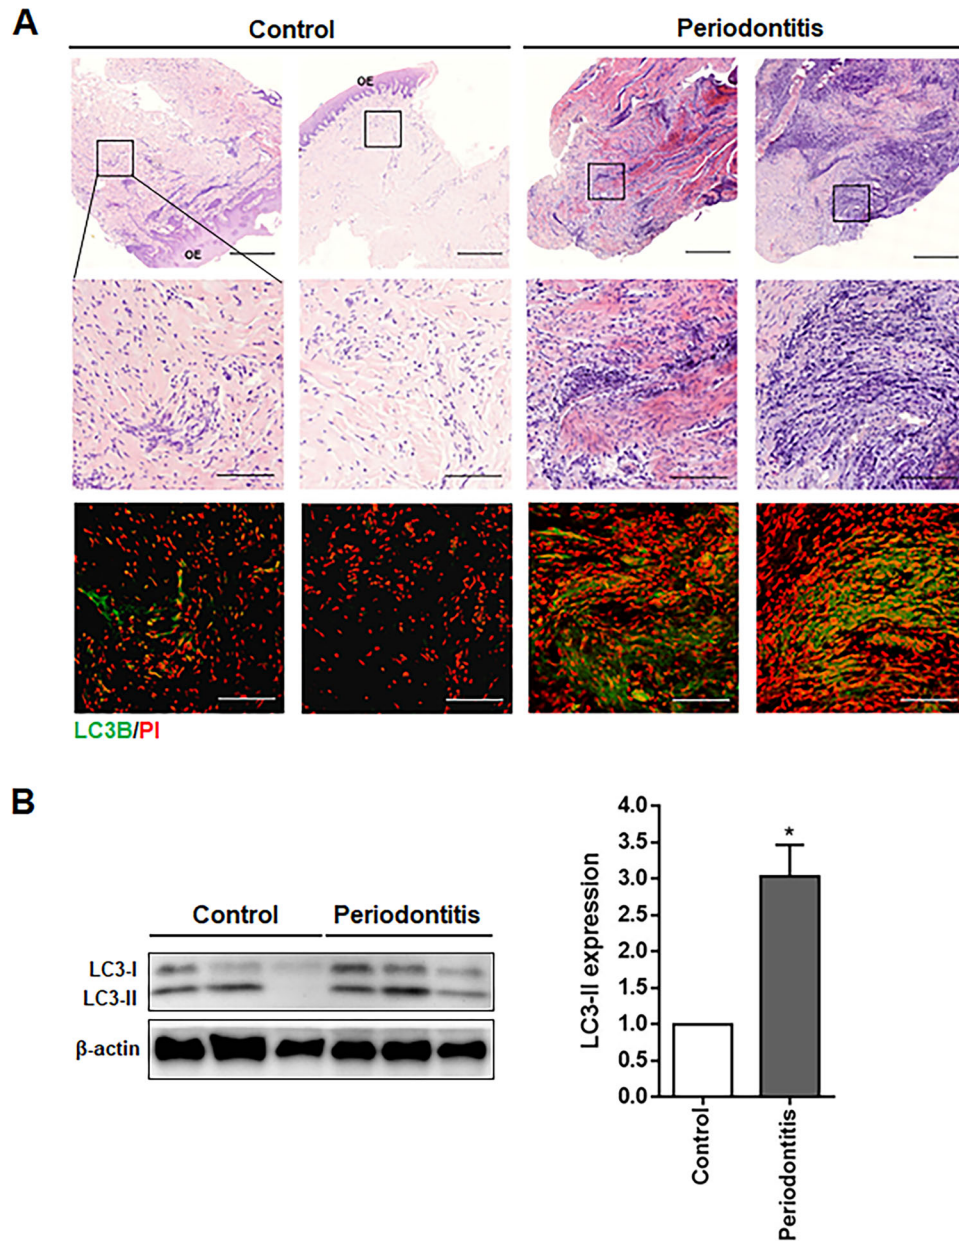 A
Control
Periodontitis
OE
OE
LC3B/PI
B
Control
Periodontitis
LC3-I
LC3-II
β-actin
LC3-II expression
4.0
3.5
3.0
2.5
2.0
1.5
1.0
0.5
0.0
*
Control
Periodontitis